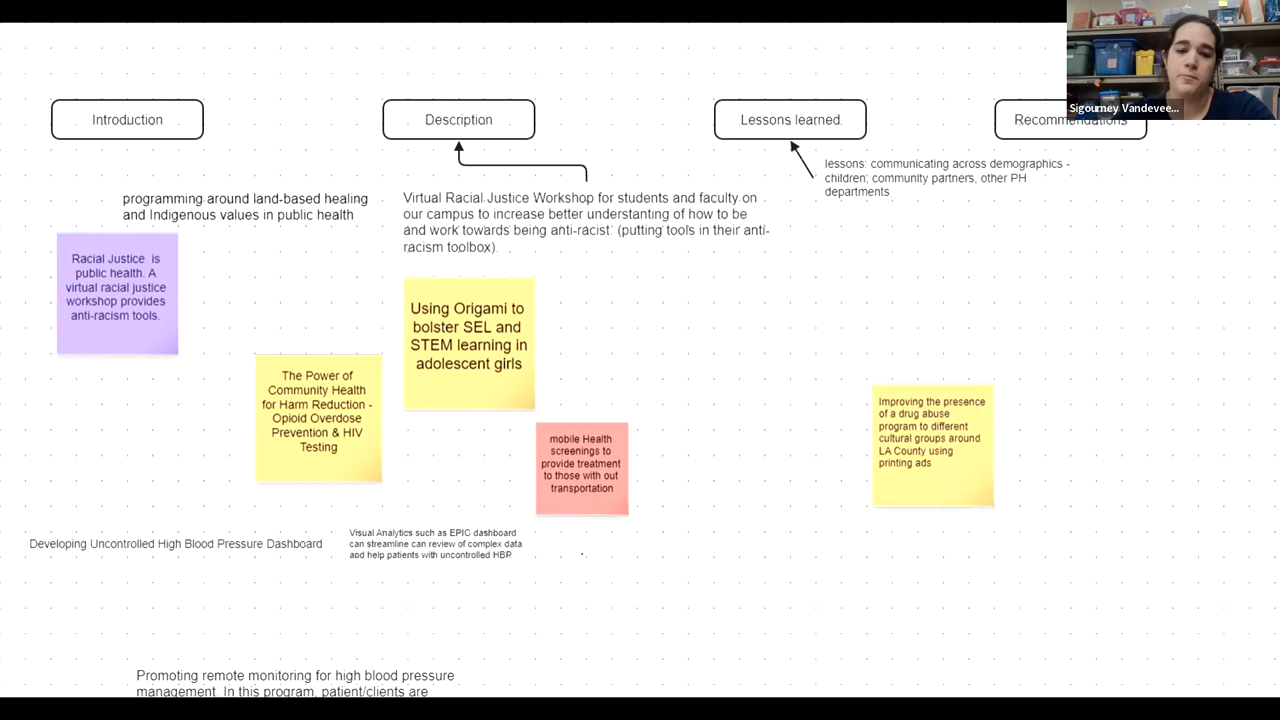 Sigourney Vandevee...
Introduction
Description
Lessons learned.
Recommendations
lessons: communicating across demographics -
children, community partners, other PH
departments
programming around land-based healing
and Indigenous values in public health
Virtual Racial Justice Workshop for students and faculty on
our campus to increase better understanding of how to be
and work towards being anti-racist. (putting tools in their anti-
racism toolbox).
Racial Justice is
public health. A
virtual racial justice
workshop provides
anti-racism tools.
Using Origami to
bolster SEL and
STEM learning in
adolescent girls
The Power of
Community Health
for Harm Reduction -
Opioid Overdose
Prevention & HIV
Testing
mobile Health
screenings to
provide treatment
to those with out
transportation
Improving the presence
of a drug abuse
program to different
cultural groups around
LA County using
printing ads
Developing Uncontrolled High Blood Pressure Dashboard
Visual Analytics such as EPIC dashboard
can streamline can review of complex data
and help patients with uncontrolled HBP.
Promoting remote monitoring for high blood pressure
management. In this program, patient/clients are